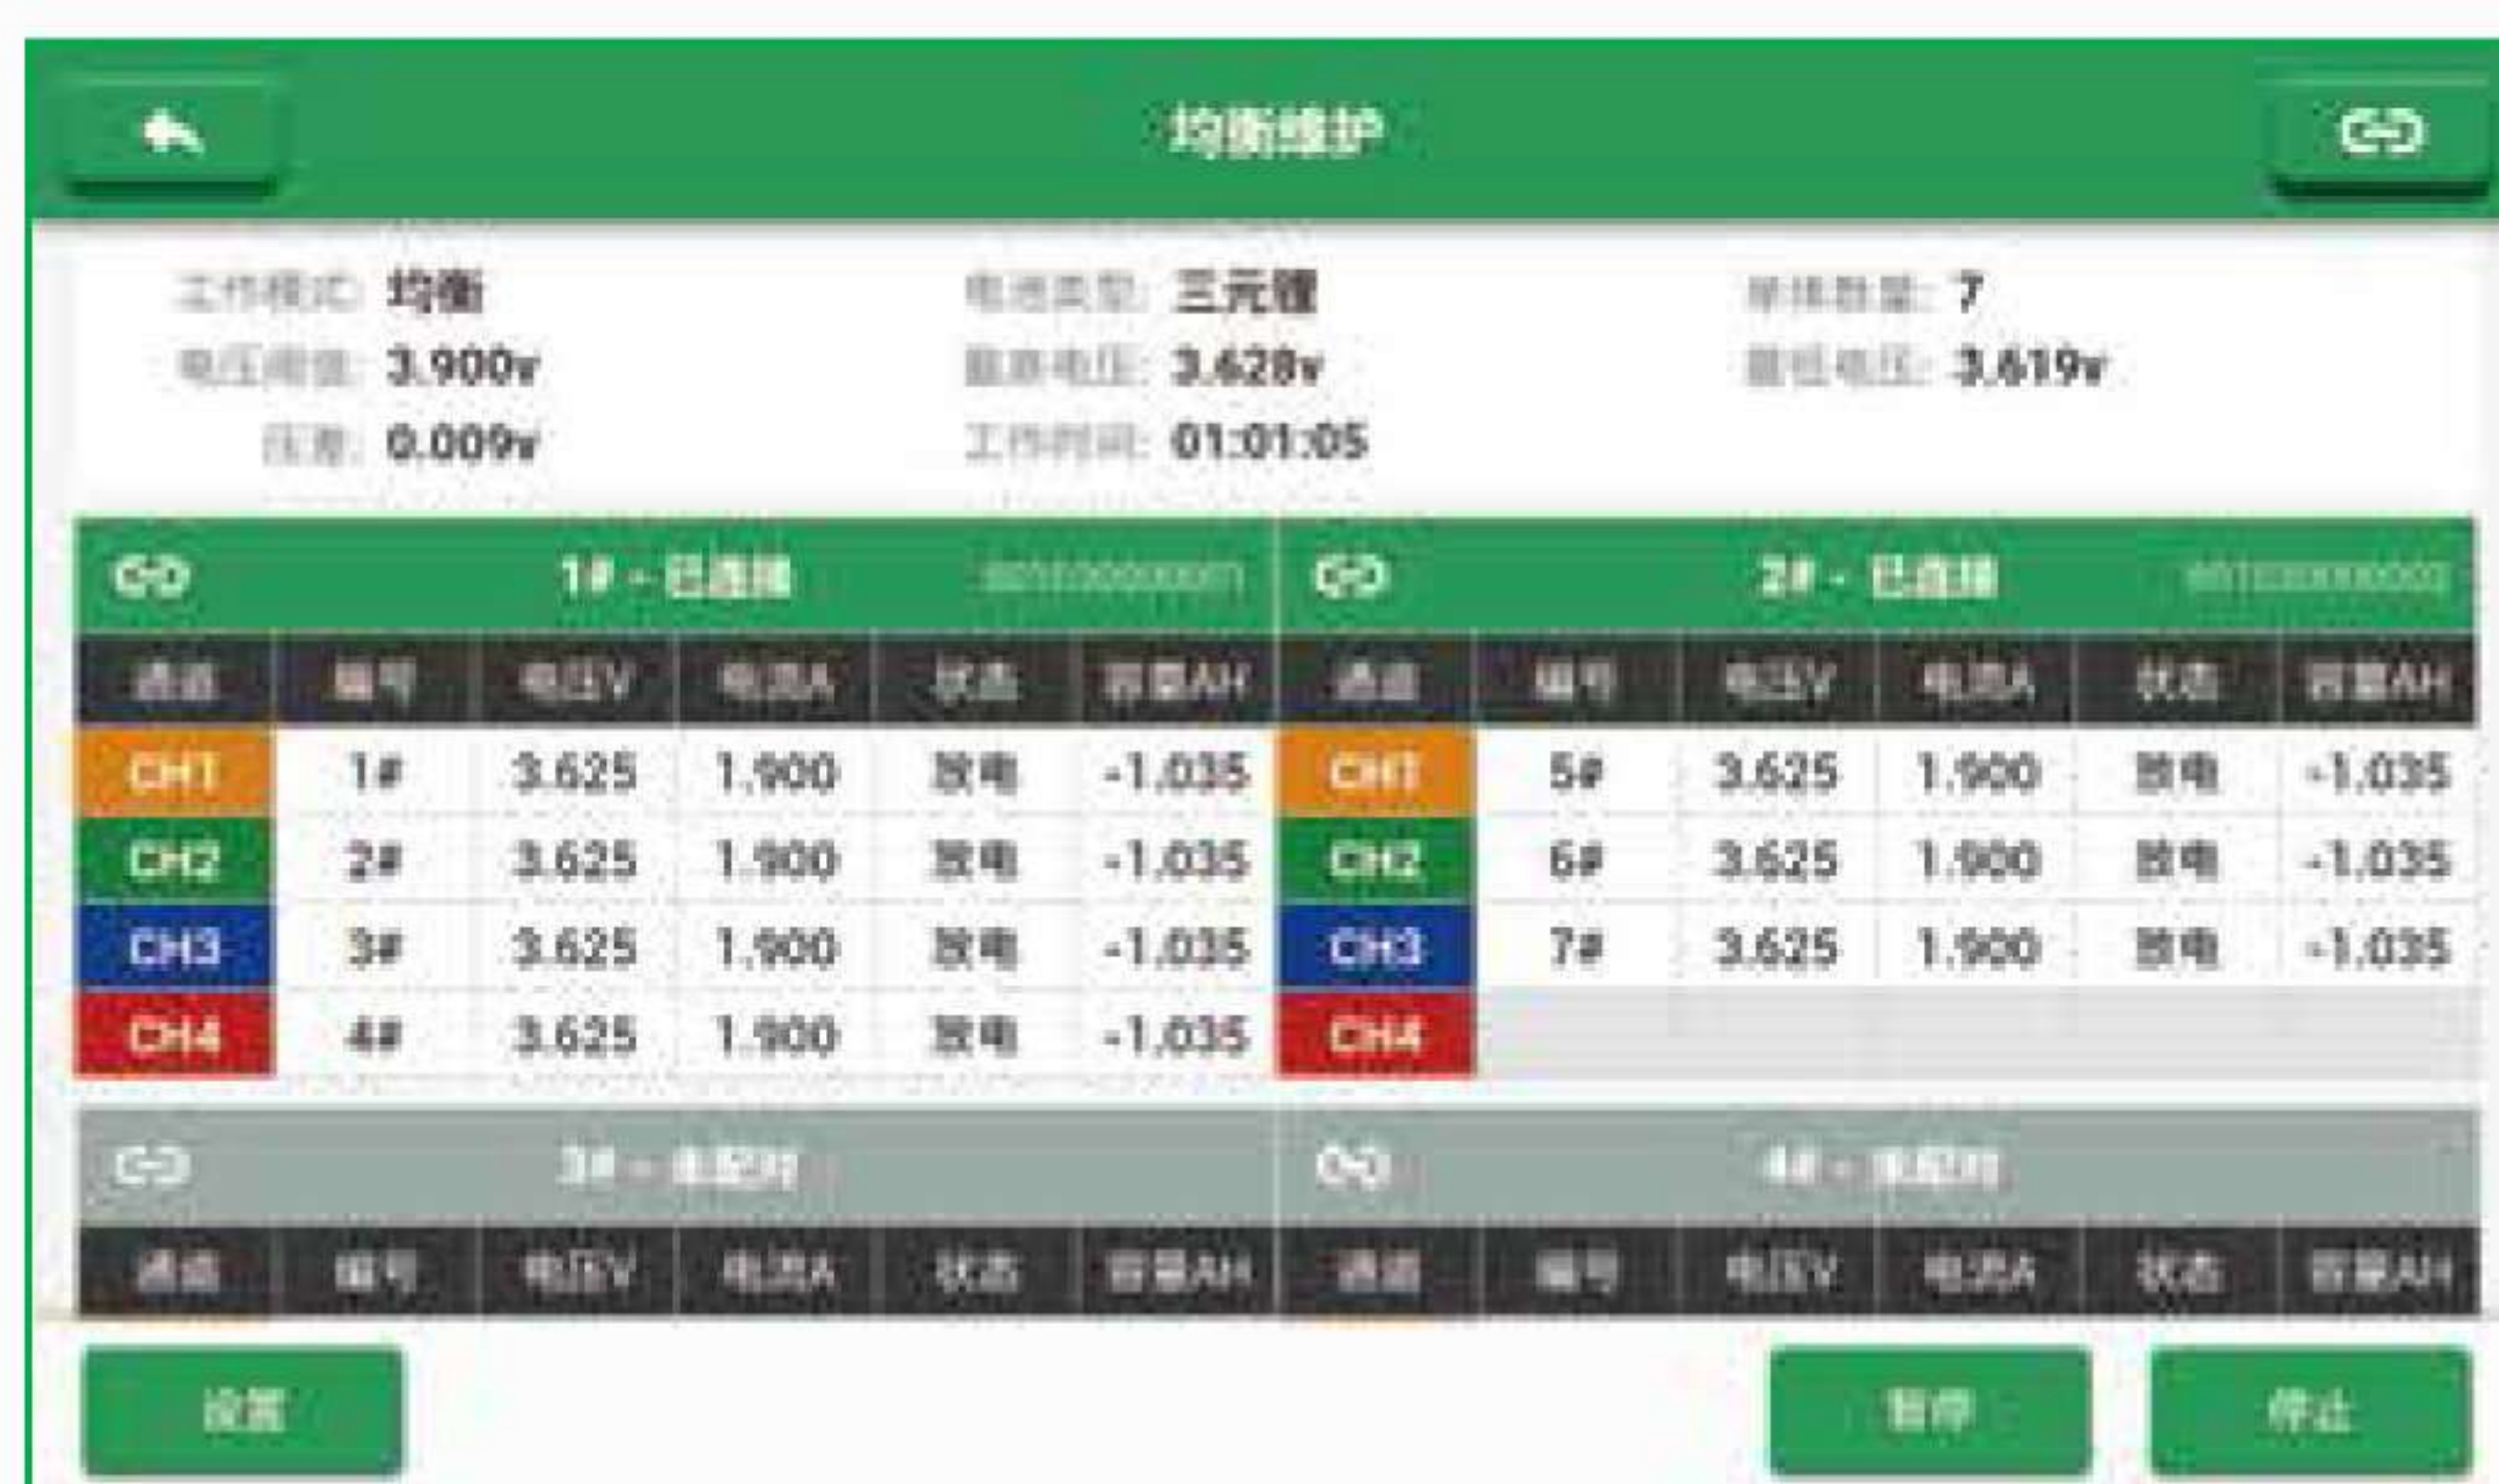 均衡维护
工作模式: 均衡 电池类型: 三元锂 单体数量: 7
电压阈值: 3.900v 最高电压: 3.628v 最低电压: 3.619v
压差: 0.009v 工作时间: 01:01:05
1# - 已连接 2# - 已连接
通道 编号 电压V 电流A 状态 容量AH 通道 编号 电压V 电流A 状态 容量AH
CH1 1# 3.625 1.900 放电 -1.035 CH1 5# 3.625 1.900 放电 -1.035
CH2 2# 3.625 1.900 放电 -1.035 CH2 6# 3.625 1.900 放电 -1.035
CH3 3# 3.625 1.900 放电 -1.035 CH3 7# 3.625 1.900 放电 -1.035
CH4 4# 3.625 1.900 放电 -1.035 CH4
3# - 未配对 4# - 未配对
通道 编号 电压V 电流A 状态 容量AH 通道 编号 电压V 电流A 状态 容量AH
设置 暂停 停止